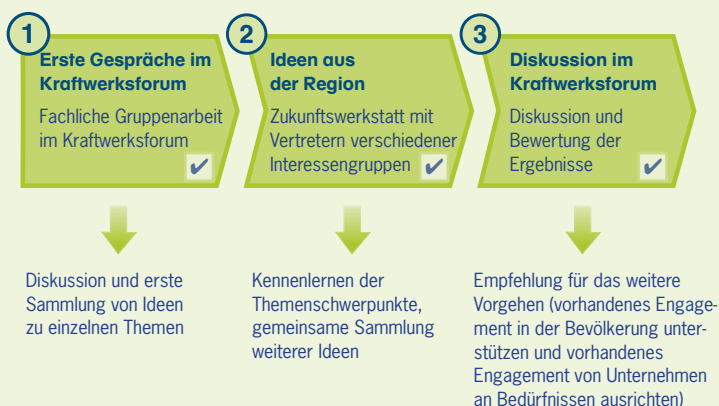 1
Erste Gespräche im
Kraftwerksforum
Fachliche Gruppenarbeit
im Kraftwerksforum
Diskussion und erste
Sammlung von Ideen
zu einzelnen Themen
2
Ideen aus
der Region
Zukunftswerkstatt mit
Vertretern verschiedener
Interessengruppen
Kennenlernen der
Themenschwerpunkte,
gemeinsame Sammlung
weiterer Ideen
3
Diskussion im
Kraftwerksforum
Diskussion und
Bewertung der
Ergebnisse
Empfehlung für das weitere
Vorgehen (vorhandenes Engage-
ment in der Bevölkerung unter-
stützen und vorhandenes
Engagement von Unternehmen
an Bedürfnissen ausrichten)